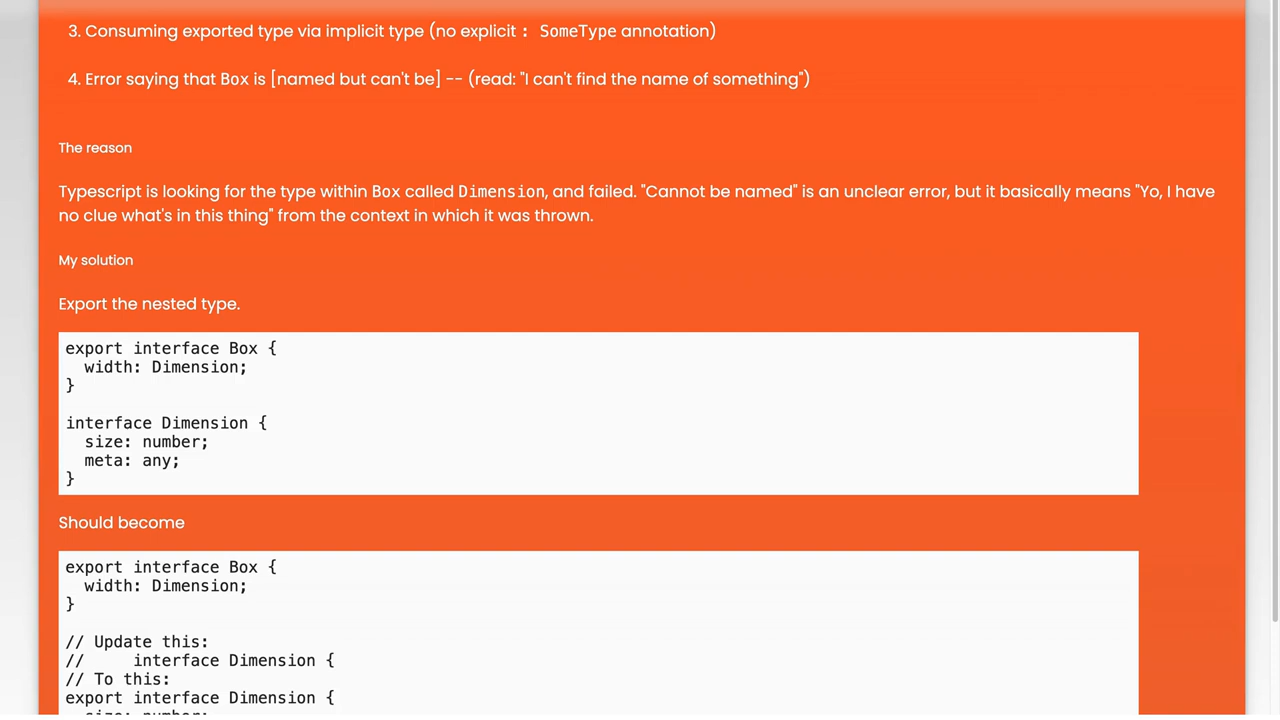 3. Consuming exported type via implicit type (no explicit : SomeType annotation)
4. Error saying that Box is [named but can't be] -- (read: "I can't find the name of something")
The reason
Typescript is looking for the type within Box called Dimension, and failed. "Cannot be named" is an unclear error, but it basically means "Yo, I have
no clue what's in this thing" from the context in which it was thrown.
My solution
Export the nested type.
export interface Box {
  width: Dimension;
}
interface Dimension {
  size: number;
  meta: any;
}
Should become
export interface Box {
  width: Dimension;
}
// Update this:
//     interface Dimension {
// To this:
export interface Dimension {
  size: number;